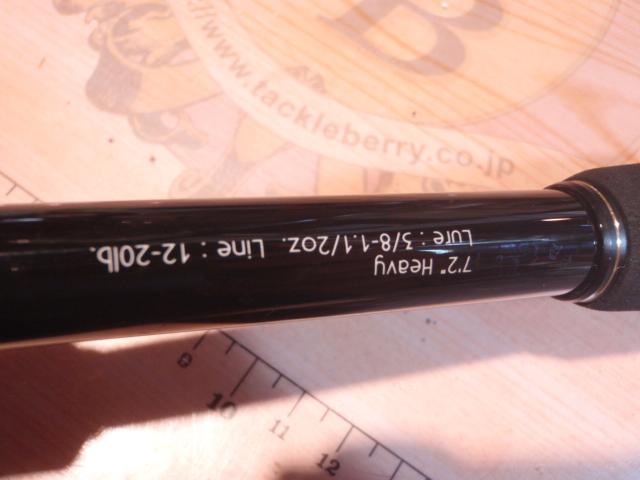 B
://www.tackleberry.co.jp
7'2" Heavy
Lure : 3/8-1.1/2oz.  Line : 12-20lb.
9
10
11
12